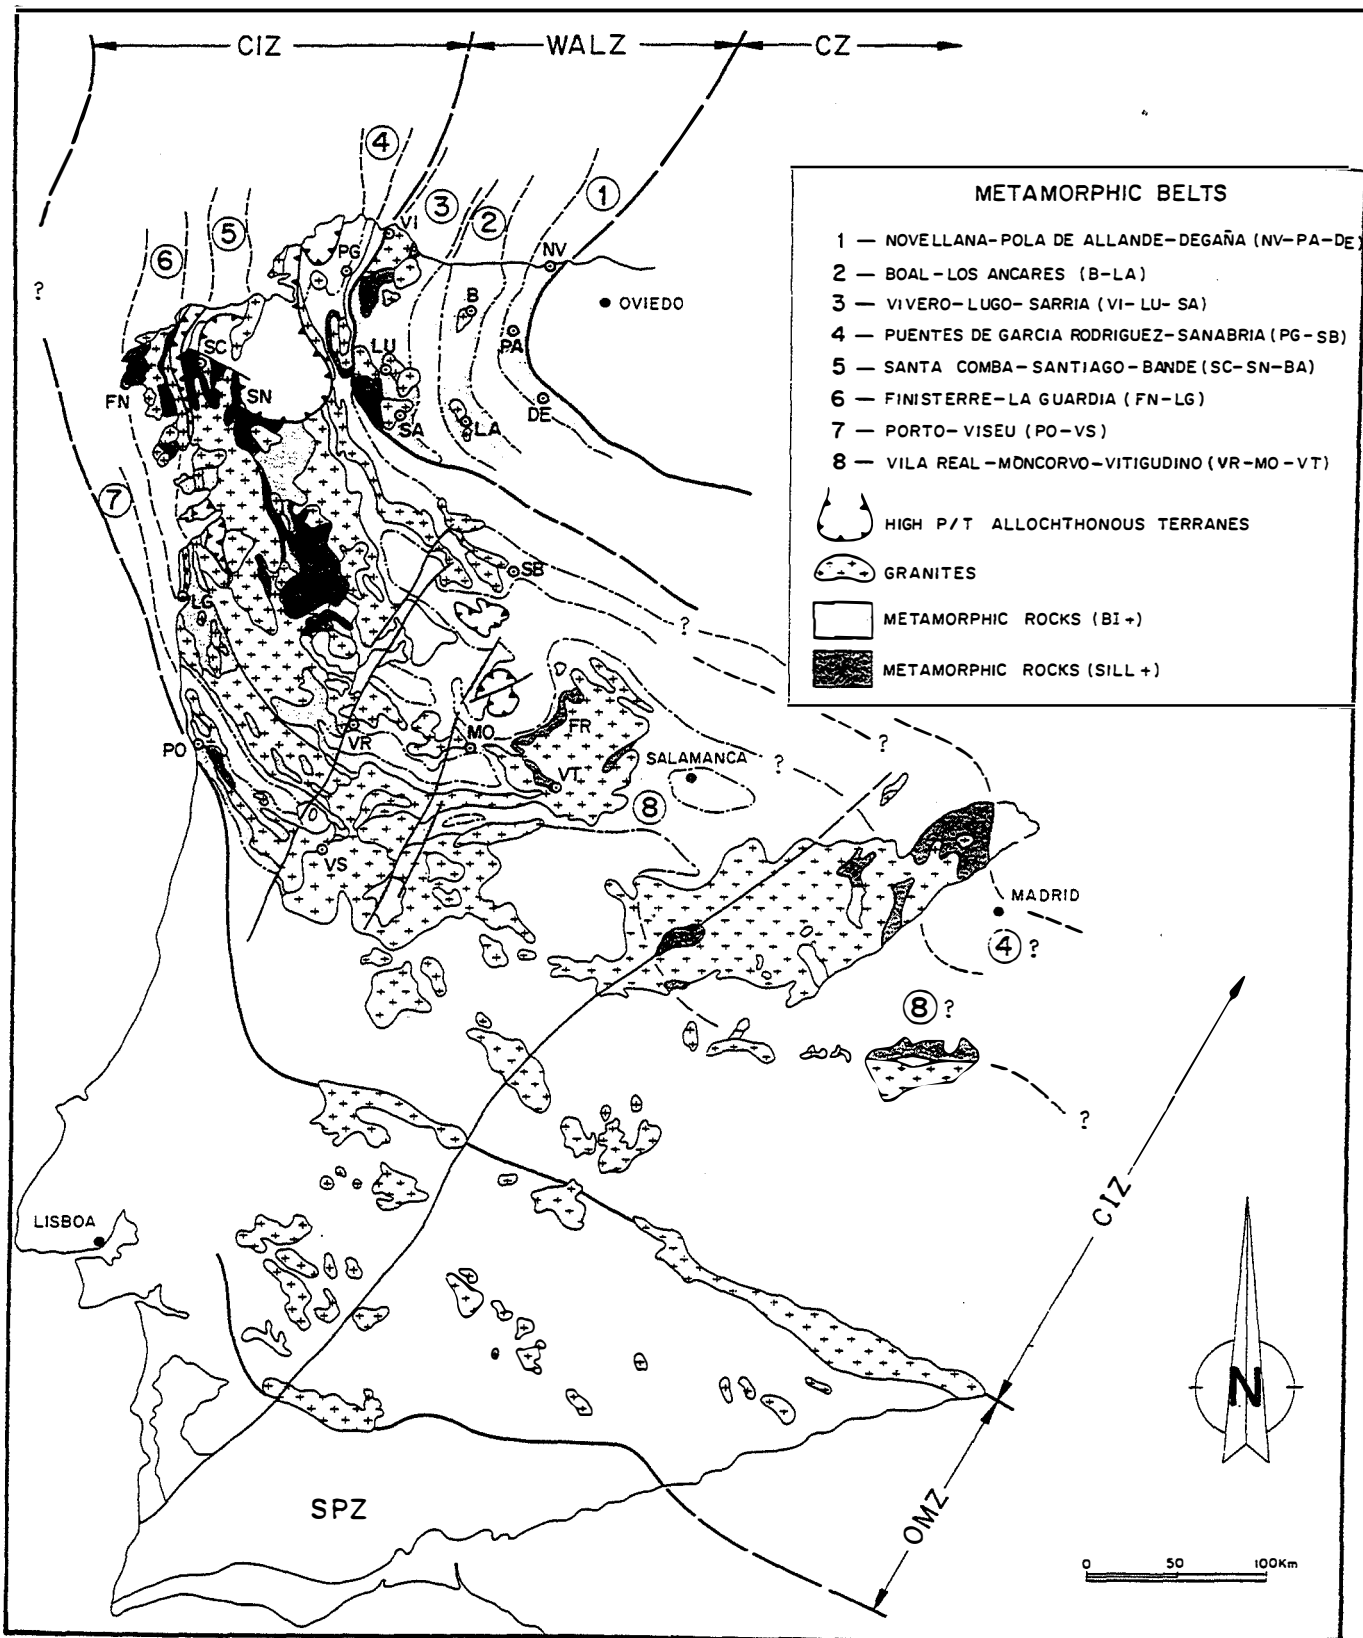 CIZ WALZ CZ
METAMORPHIC BELTS
1 — NOVELLANA-POLA DE ALLANDE-DEGAÑA (NV-PA-DE)
2 — BOAL-LOS ANCARES (B-LA)
3 — VIVERO-LUGO-SARRIA (VI-LU-SA)
4 — PUENTES DE GARCIA RODRIGUEZ-SANABRIA (PG-SB)
5 — SANTA COMBA-SANTIAGO-BANDE (SC-SN-BA)
6 — FINISTERRE-LA GUARDIA (FN-LG)
7 — PORTO-VISEU (PO-VS)
8 — VILA REAL-MONCORVO-VITIGUDINO (VR-MO-VT)
HIGH P/T ALLOCHTHONOUS TERRANES
GRANITES
METAMORPHIC ROCKS (BI +)
METAMORPHIC ROCKS (SILL +)
4
1
3
2
5
6
VI
PG
NV
?
B
OVIEDO
SC
LU
PA
FN
SN
SA
LA
DE
7
SB
LG
?
PO
VR
MO
FR
?
SALAMANCA
?
VT
8
VS
MADRID
4 ?
8 ?
?
CIZ
LISBOA
N
SPZ
OMZ
0 50 100Km